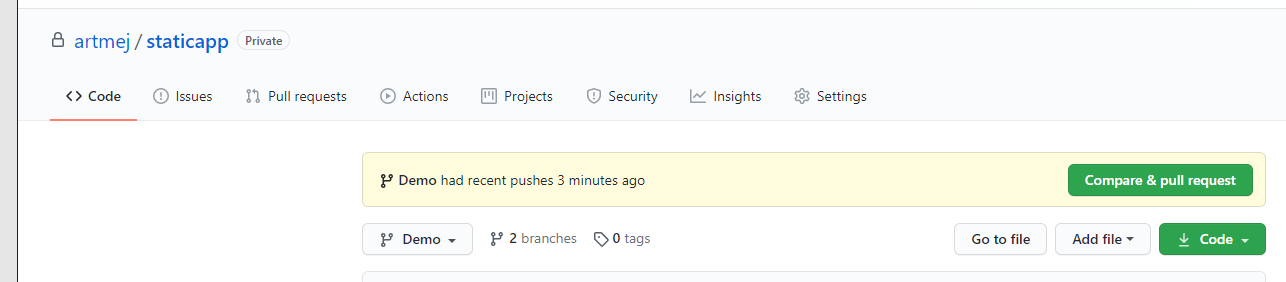 artmej / staticapp Private
Code Issues Pull requests Actions Projects Security Insights Settings
Demo had recent pushes 3 minutes ago Compare & pull request
Demo 2 branches 0 tags Go to file Add file Code